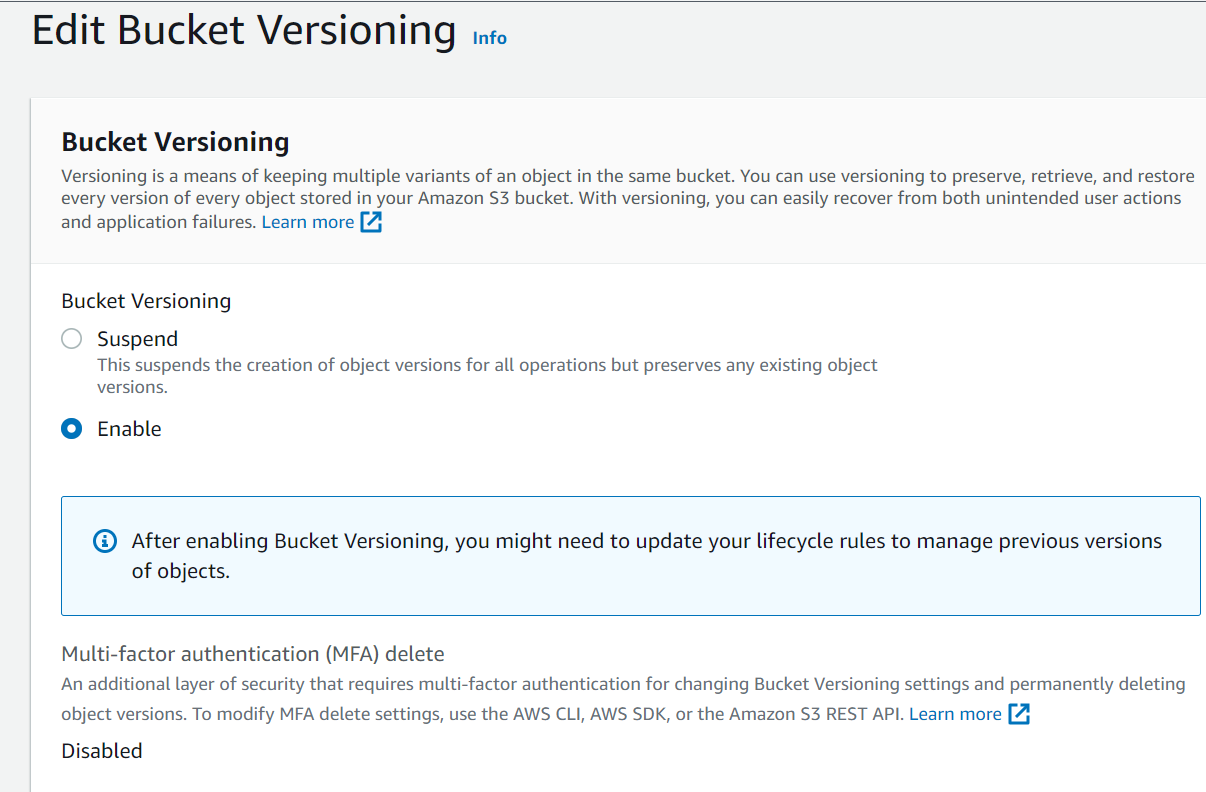 Edit Bucket Versioning Info
Bucket Versioning
Versioning is a means of keeping multiple variants of an object in the same bucket. You can use versioning to preserve, retrieve, and restore
every version of every object stored in your Amazon S3 bucket. With versioning, you can easily recover from both unintended user actions
and application failures. Learn more
Bucket Versioning
Suspend
This suspends the creation of object versions for all operations but preserves any existing object
versions.
Enable
After enabling Bucket Versioning, you might need to update your lifecycle rules to manage previous versions
of objects.
Multi-factor authentication (MFA) delete
An additional layer of security that requires multi-factor authentication for changing Bucket Versioning settings and permanently deleting
object versions. To modify MFA delete settings, use the AWS CLI, AWS SDK, or the Amazon S3 REST API. Learn more
Disabled